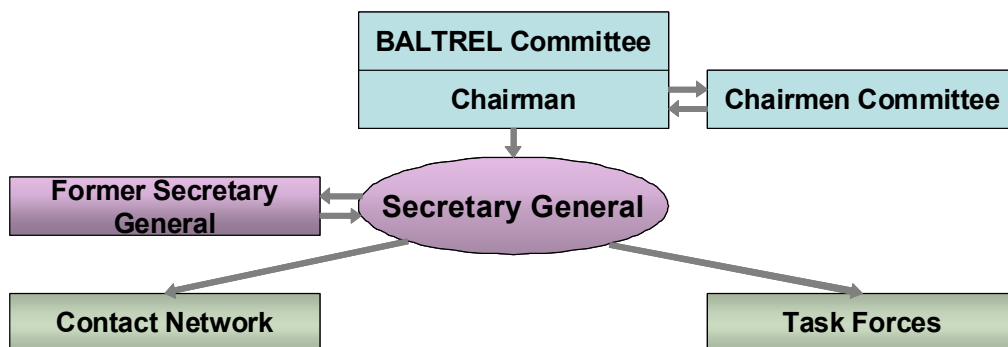 BALTREL Committee
Chairman
Chairmen Committee
Former Secretary
General
Secretary General
Contact Network
Task Forces